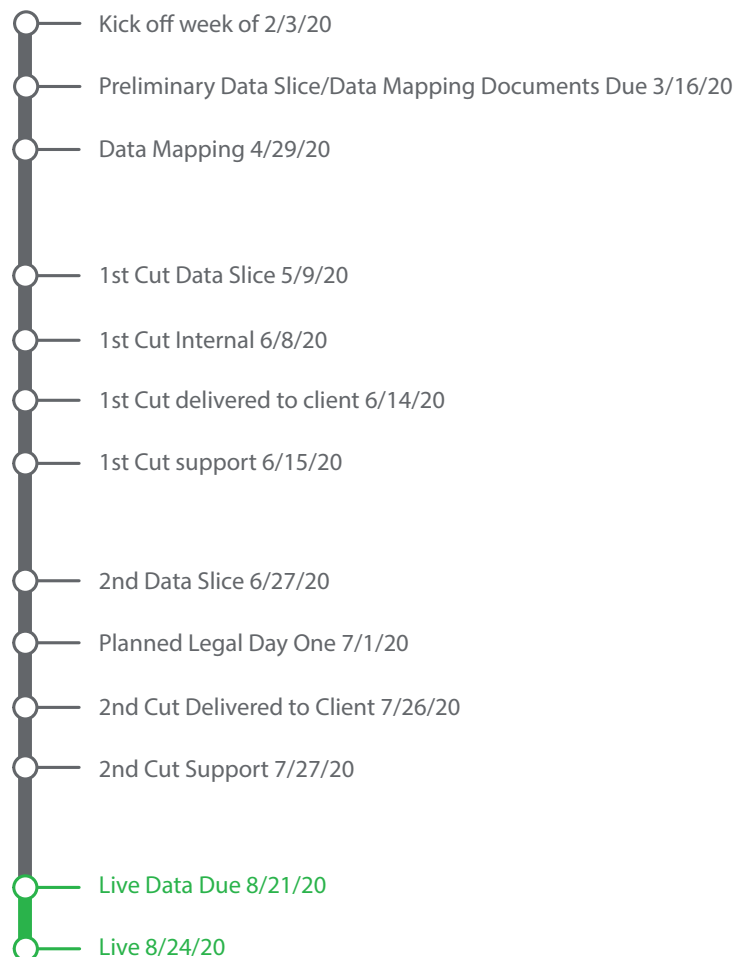 Kick off week of 2/3/20
Preliminary Data Slice/Data Mapping Documents Due 3/16/20
Data Mapping 4/29/20
1st Cut Data Slice 5/9/20
1st Cut Internal 6/8/20
1st Cut delivered to client 6/14/20
1st Cut support 6/15/20
2nd Data Slice 6/27/20
Planned Legal Day One 7/1/20
2nd Cut Delivered to Client 7/26/20
2nd Cut Support 7/27/20
Live Data Due 8/21/20
Live 8/24/20